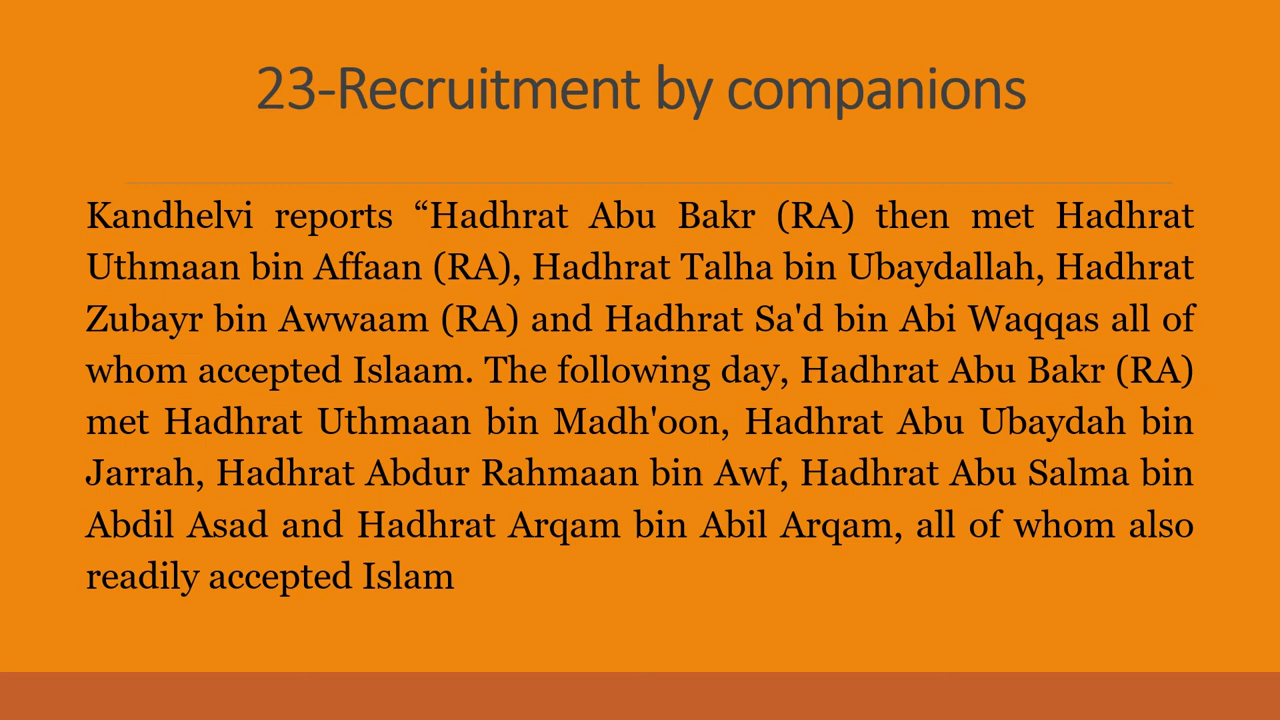 23-Recruitment by companions
Kandhelvi reports “Hadhrat Abu Bakr (RA) then met Hadhrat
Uthmaan bin Affaan (RA), Hadhrat Talha bin Ubaydallah, Hadhrat
Zubayr bin Awwaam (RA) and Hadhrat Sa'd bin Abi Waqqas all of
whom accepted Islaam. The following day, Hadhrat Abu Bakr (RA)
met Hadhrat Uthmaan bin Madh'oon, Hadhrat Abu Ubaydah bin
Jarrah, Hadhrat Abdur Rahmaan bin Awf, Hadhrat Abu Salma bin
Abdil Asad and Hadhrat Arqam bin Abil Arqam, all of whom also
readily accepted Islam